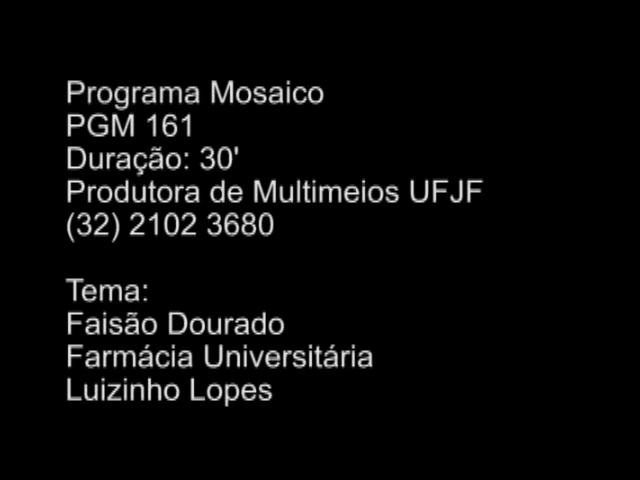 Programa Mosaico
PGM 161
Duração: 30'
Produtora de Multimeios UFJF
(32) 2102 3680
Tema:
Faisão Dourado
Farmácia Universitária
Luizinho Lopes